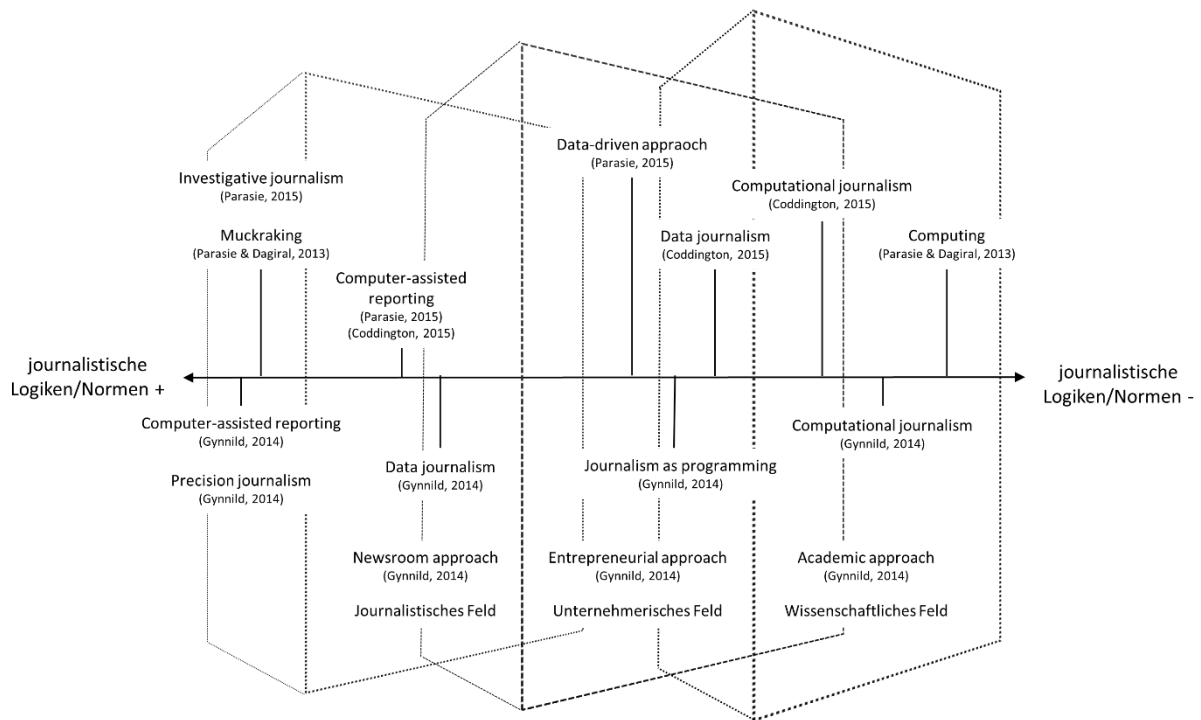 Data-driven appraoch
(Parasie, 2015)
Investigative journalism
(Parasie, 2015)
Computational journalism
(Coddington, 2015)
Muckraking
(Parasie & Dagiral, 2013)
Data journalism
(Coddington, 2015)
Computing
(Parasie & Dagiral, 2013)
Computer-assisted
reporting
(Parasie, 2015)
(Coddington, 2015)
journalistische
Logiken/Normen +
journalistische
Logiken/Normen -
Computer-assisted reporting
(Gynnild, 2014)
Computational journalism
(Gynnild, 2014)
Precision journalism
(Gynnild, 2014)
Data journalism
(Gynnild, 2014)
Journalism as programming
(Gynnild, 2014)
Newsroom approach
(Gynnild, 2014)
Entrepreneurial approach
(Gynnild, 2014)
Academic approach
(Gynnild, 2014)
Journalistisches Feld
Unternehmerisches Feld
Wissenschaftliches Feld